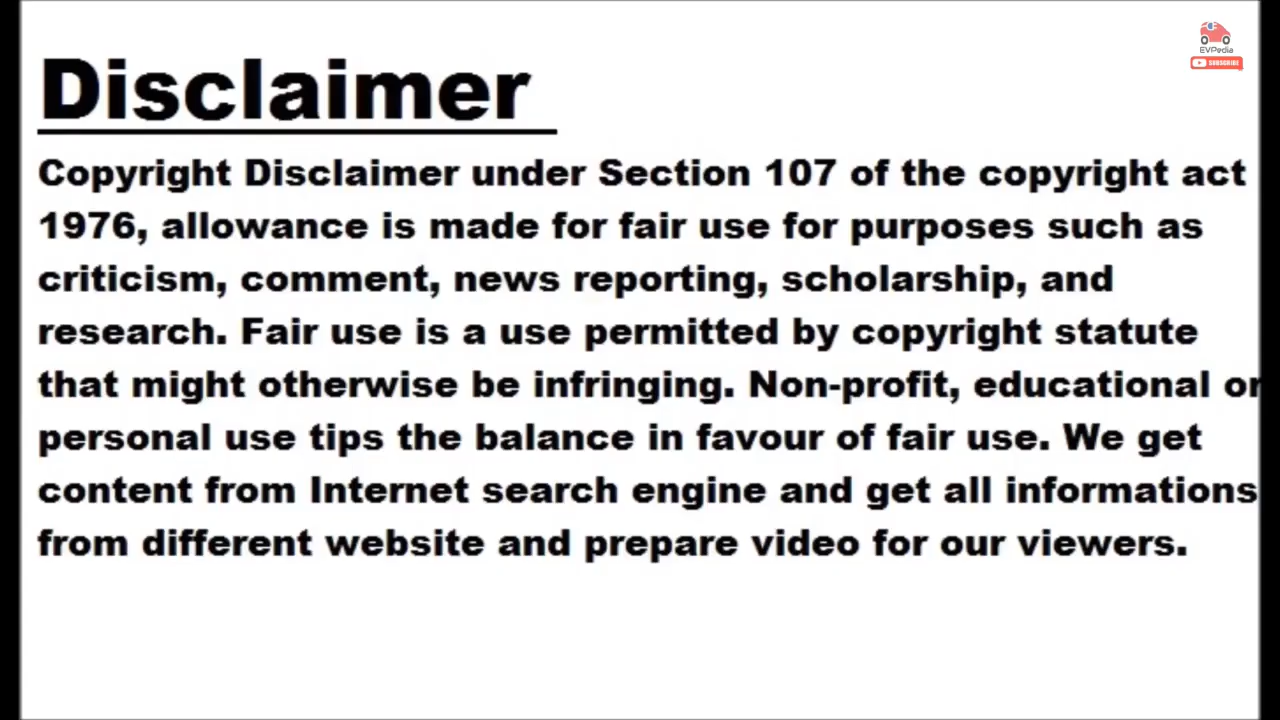 EVPedia
SUBSCRIBE
Disclaimer
Copyright Disclaimer under Section 107 of the copyright act
1976, allowance is made for fair use for purposes such as
criticism, comment, news reporting, scholarship, and
research. Fair use is a use permitted by copyright statute
that might otherwise be infringing. Non-profit, educational or
personal use tips the balance in favour of fair use. We get
content from Internet search engine and get all informations
from different website and prepare video for our viewers.